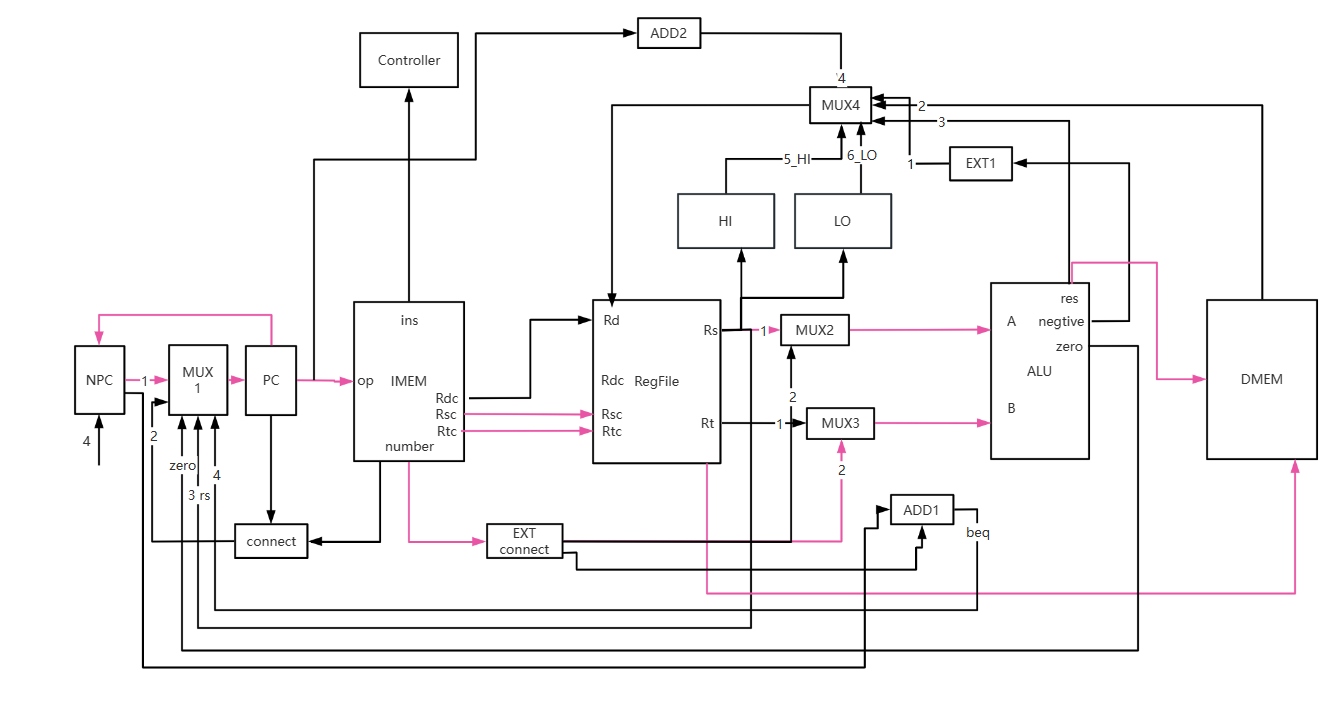 ADD2
Controller
4
MUX4
2
3
5_HI
6_LO
1
EXT1
HI
LO
res
ins
Rd
Rs
1
MUX2
A
negtive
zero
NPC
1
MUX
1
PC
op
IMEM
Rdc
RegFile
ALU
DMEM
Rdc
2
Rsc
Rsc
B
Rtc
Rtc
Rt
1
MUX3
4
2
number
zero
4
2
3 rs
ADD1
beq
connect
EXT
connect